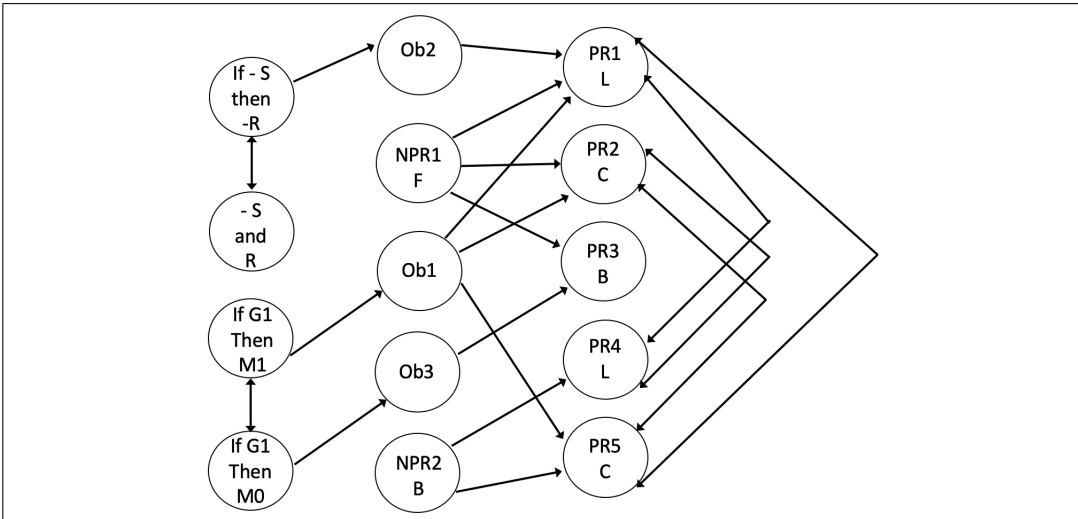 If - S
then
-R
- S
and
R
If G1
Then
M1
If G1
Then
M0
Ob2
NPR1
F
Ob1
Ob3
NPR2
B
PR1
L
PR2
C
PR3
B
PR4
L
PR5
C